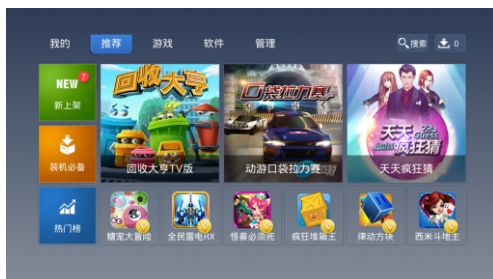 我的 推荐 游戏 软件 管理 搜索 0
NEW 7
新上架
回收大亨
回收大亨TV版
口袋拉力赛
动游口袋拉力赛
天天
疯狂猜
GUESS
天天疯狂猜
装机必备
热门榜
糖宠大冒险 全民雷电RX 怪兽必须死 疯狂堆箱王 律动方块 西米斗地主